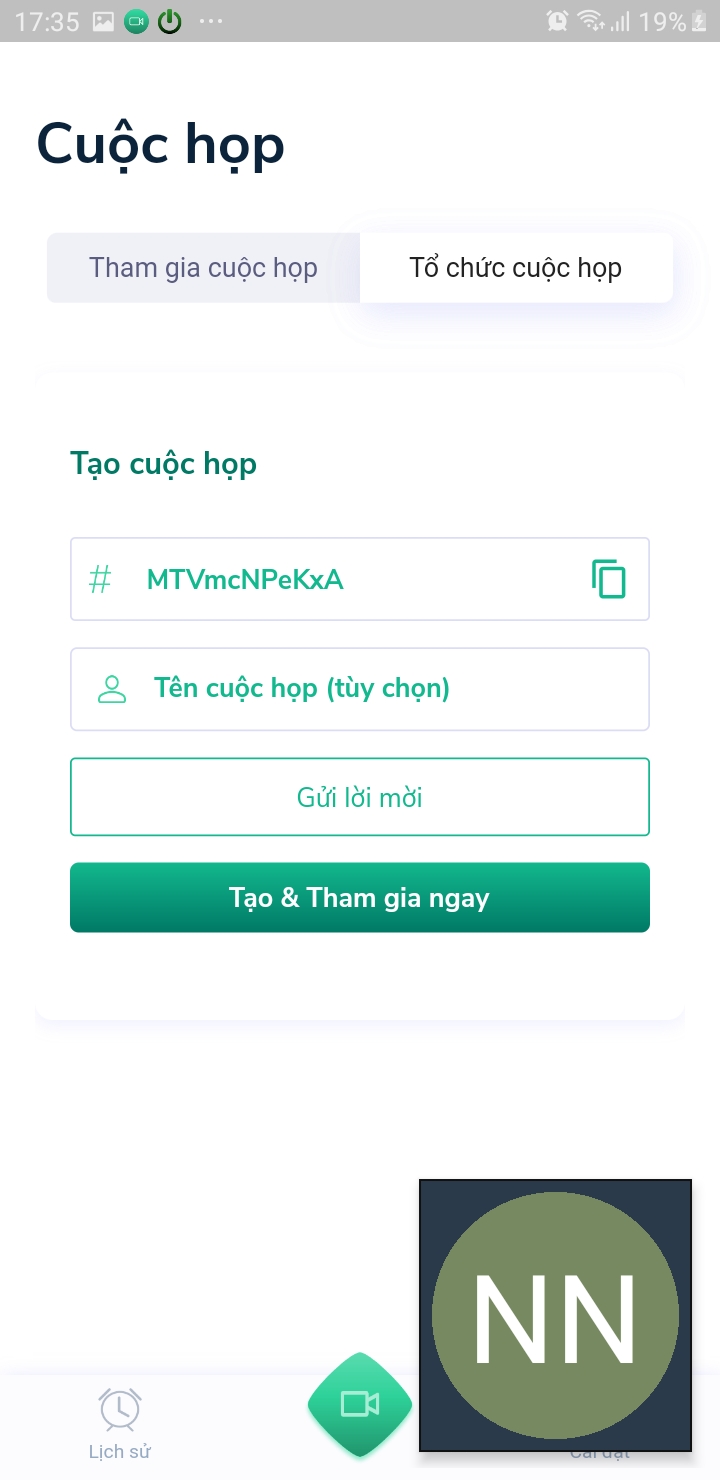 17:35 19%
Cuộc họp
Tham gia cuộc họp Tổ chức cuộc họp
Tạo cuộc họp
# MTVmcNPeKxA
Tên cuộc họp (tùy chọn)
Gửi lời mời
Tạo & Tham gia ngay
NN
Lịch sử